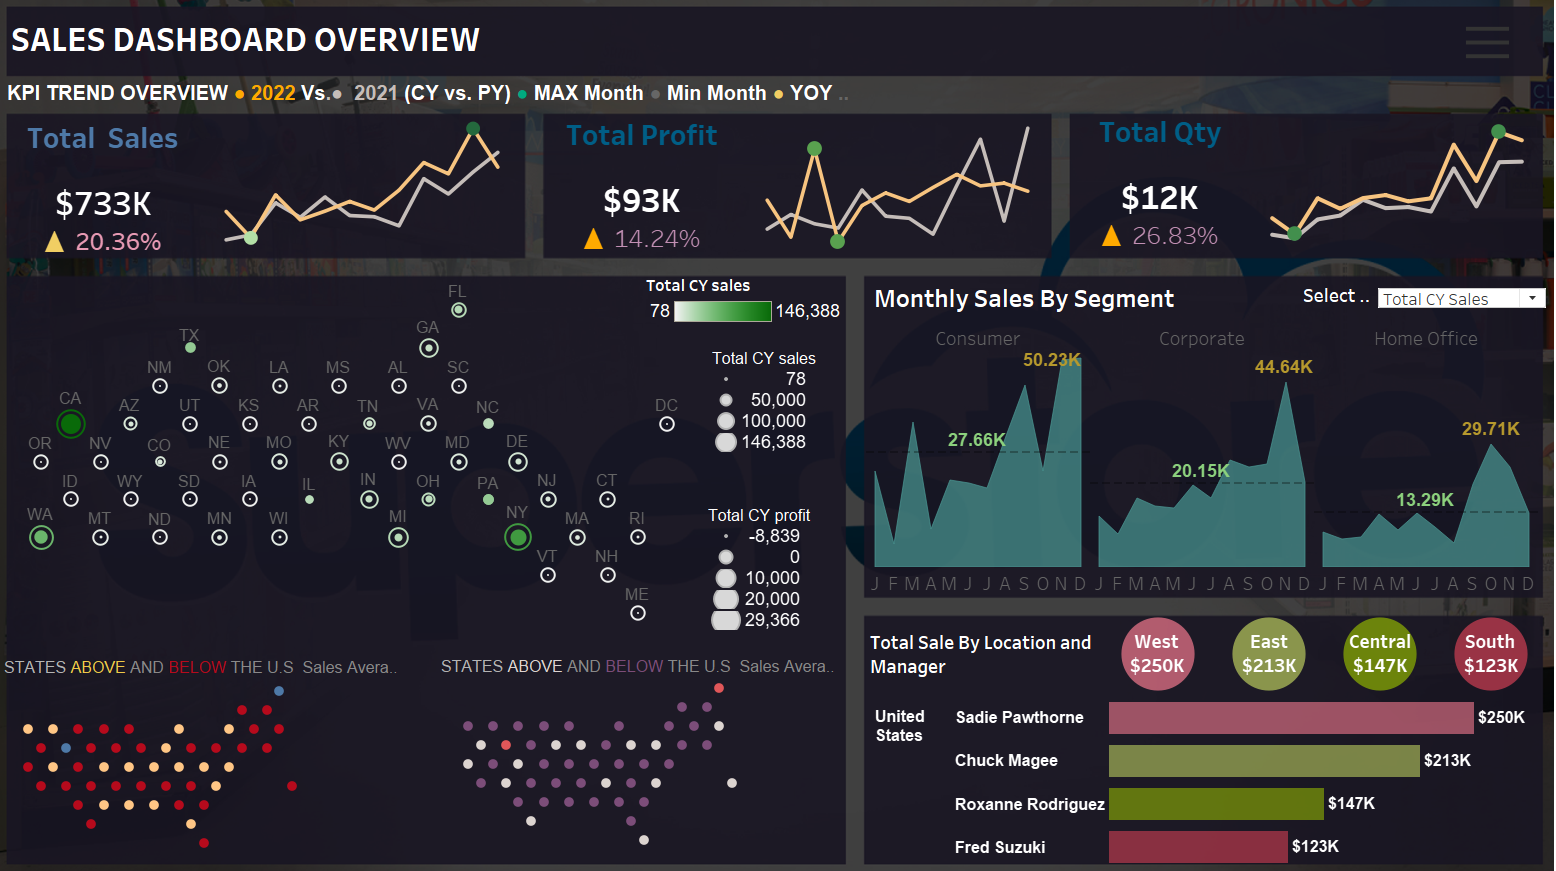 SALES DASHBOARD OVERVIEW
KPI TREND OVERVIEW ● 2022 Vs.● 2021 (CY vs. PY) ● MAX Month ● Min Month ● YOY ..
Total Sales
$733K
▲ 20.36%
Total Profit
$93K
▲ 14.24%
Total Qty
$12K
▲ 26.83%
Total CY sales
78 146,388
FL
TX GA
NM OK LA MS AL SC
CA AZ UT KS AR TN VA NC DC
OR NV CO NE MO KY WV MD DE
ID WY SD IA IL IN OH PA NJ CT
WA MT ND MN WI MI NY MA RI
VT NH
ME
Total CY sales
78
50,000
100,000
146,388
Total CY profit
-8,839
0
10,000
20,000
29,366
STATES ABOVE AND BELOW THE U.S Sales Avera..
STATES ABOVE AND BELOW THE U.S Sales Avera..
Monthly Sales By Segment
Select .. Total CY Sales
Consumer Corporate Home Office
50.23K 44.64K 29.71K
27.66K 20.15K 13.29K
J F M A M J J A S O N D J F M A M J J A S O N D J F M A M J J A S O N D
Total Sale By Location and
Manager
West
$250K
East
$213K
Central
$147K
South
$123K
United
States
Sadie Pawthorne $250K
Chuck Magee $213K
Roxanne Rodriguez $147K
Fred Suzuki $123K
superstore